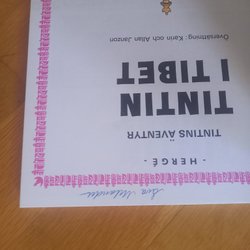 - HERGÉ -
TINTINS ÄVENTYR
TINTIN
I TIBET
Översättning: Karin och Allan Janzon